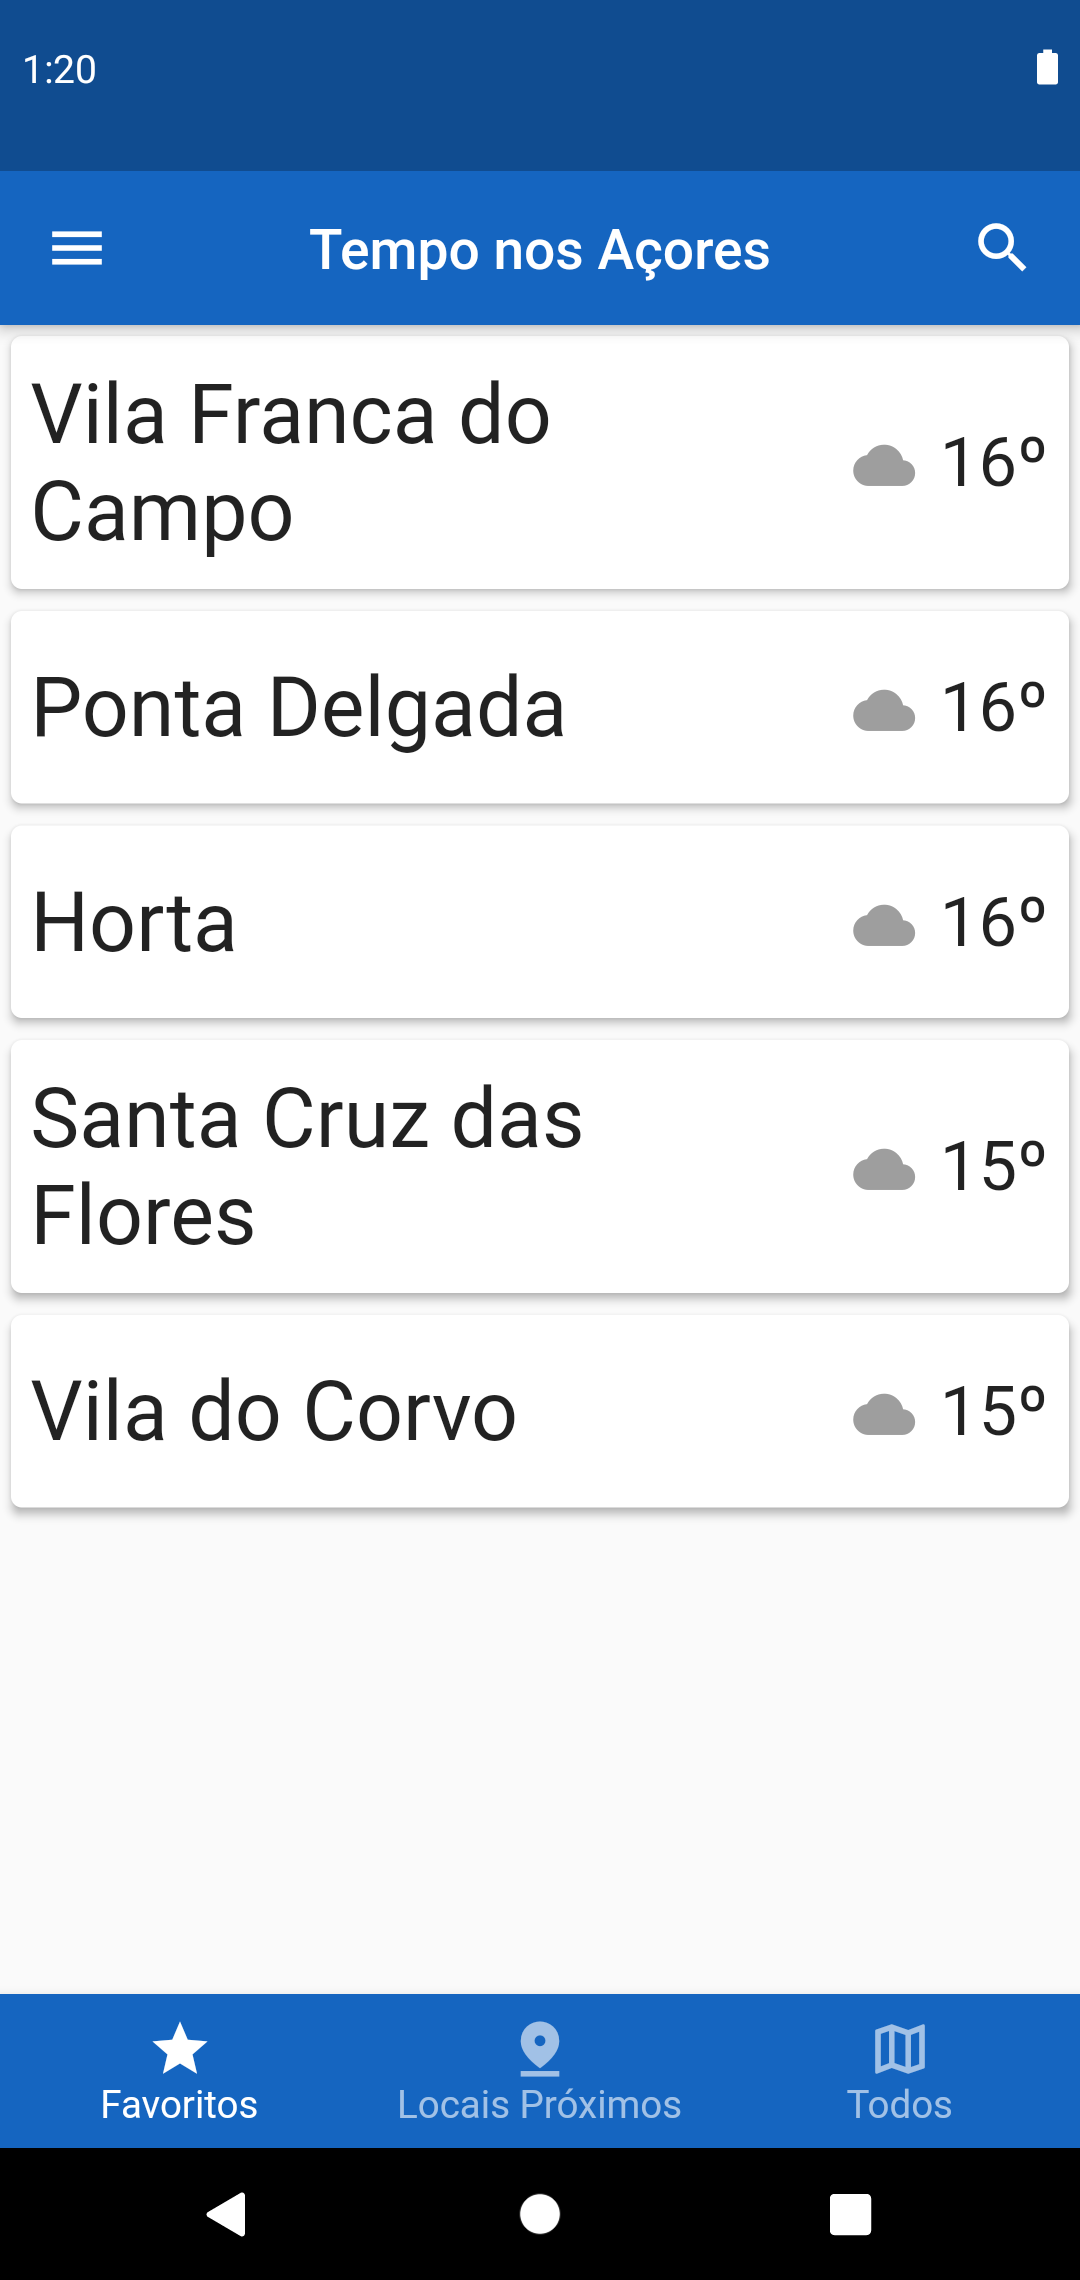 1:20
Tempo nos Açores
Vila Franca do
Campo
16º
Ponta Delgada
16º
Horta
16º
Santa Cruz das
Flores
15º
Vila do Corvo
15º
Favoritos
Locais Próximos
Todos